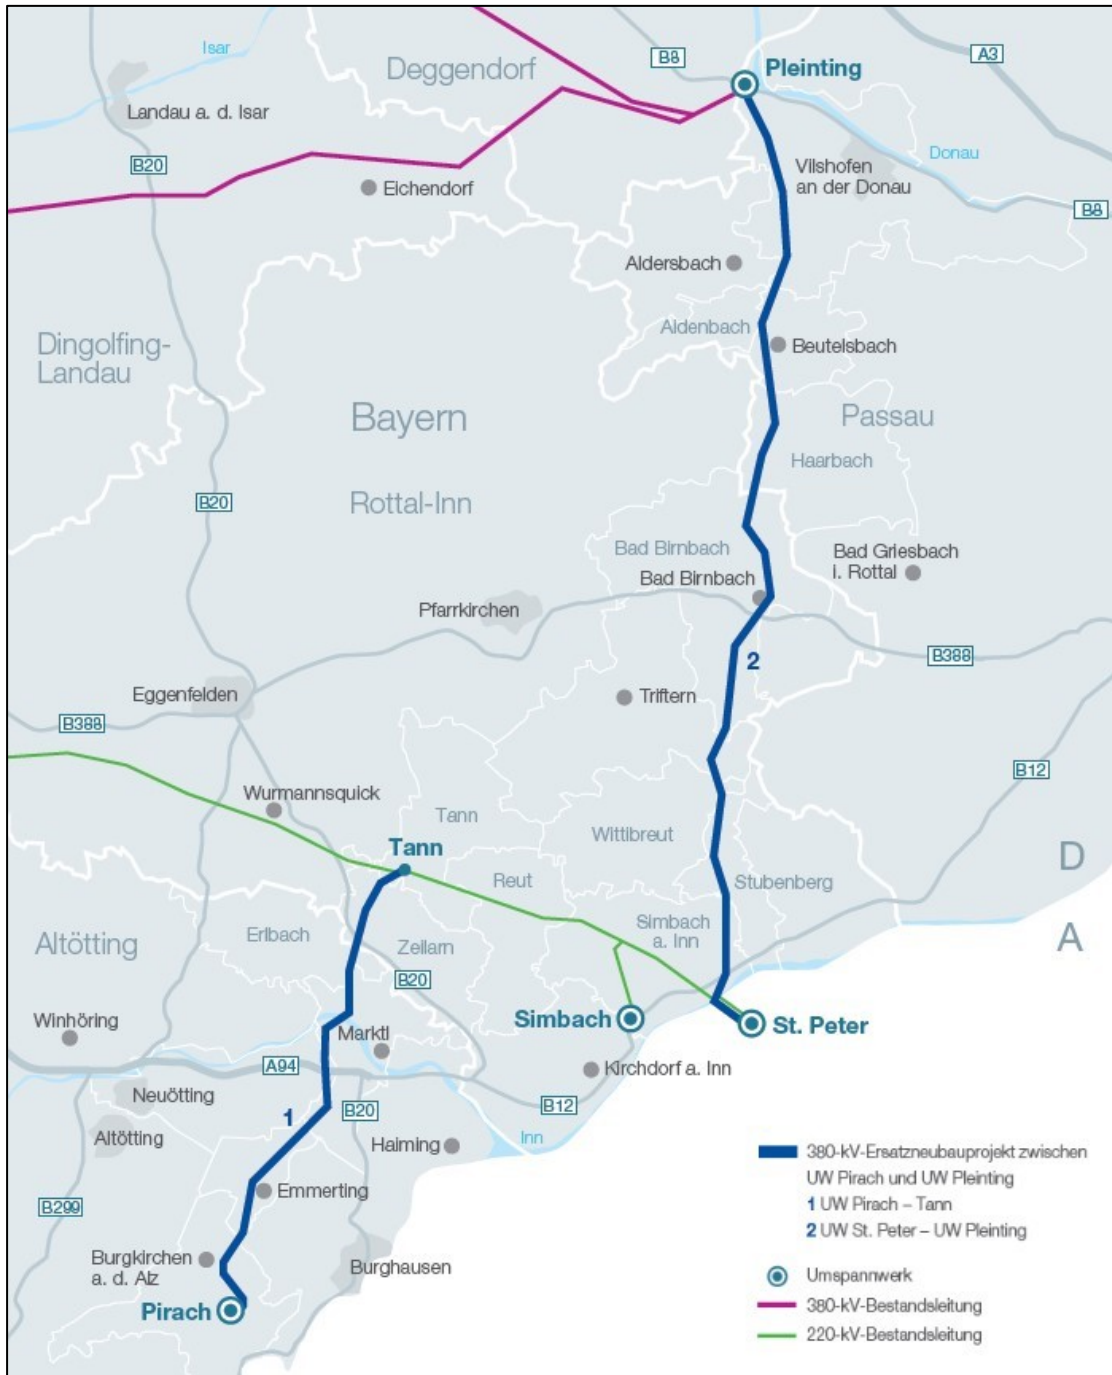 Isar
Deggendorf
B8
Pleinting
A3
Landau a. d. Isar
B20
Eichendorf
Vilshofen
an der Donau
Donau
B8
Aldersbach
Aldenbach
Beutelsbach
Dingolfing-
Landau
Bayern
Passau
Haarbach
Rottal-Inn
B20
Bad Birnbach
Bad Birnbach
Bad Griesbach
i. Rottal
Pfarrkirchen
2
B388
Eggenfelden
Triftern
B388
B12
Wurmannsquick
Tann
Wittibreut
Tann
Reut
Stubenberg
D
Altötting
Erlbach
Zellarn
Simbach
a. Inn
A
B20
Winhöring
Marktl
Simbach
St. Peter
A94
Kirchdorf a. Inn
Neuötting
1
B20
B12
Altötting
Haiming
Inn
Emmerting
B299
Burgkirchen
a. d. Alz
Burghausen
Pirach
380-kV-Ersatzneubauprojekt zwischen
UW Pirach und UW Pleinting
1 UW Pirach – Tann
2 UW St. Peter – UW Pleinting
Umspannwerk
380-kV-Bestandsleitung
220-kV-Bestandsleitung